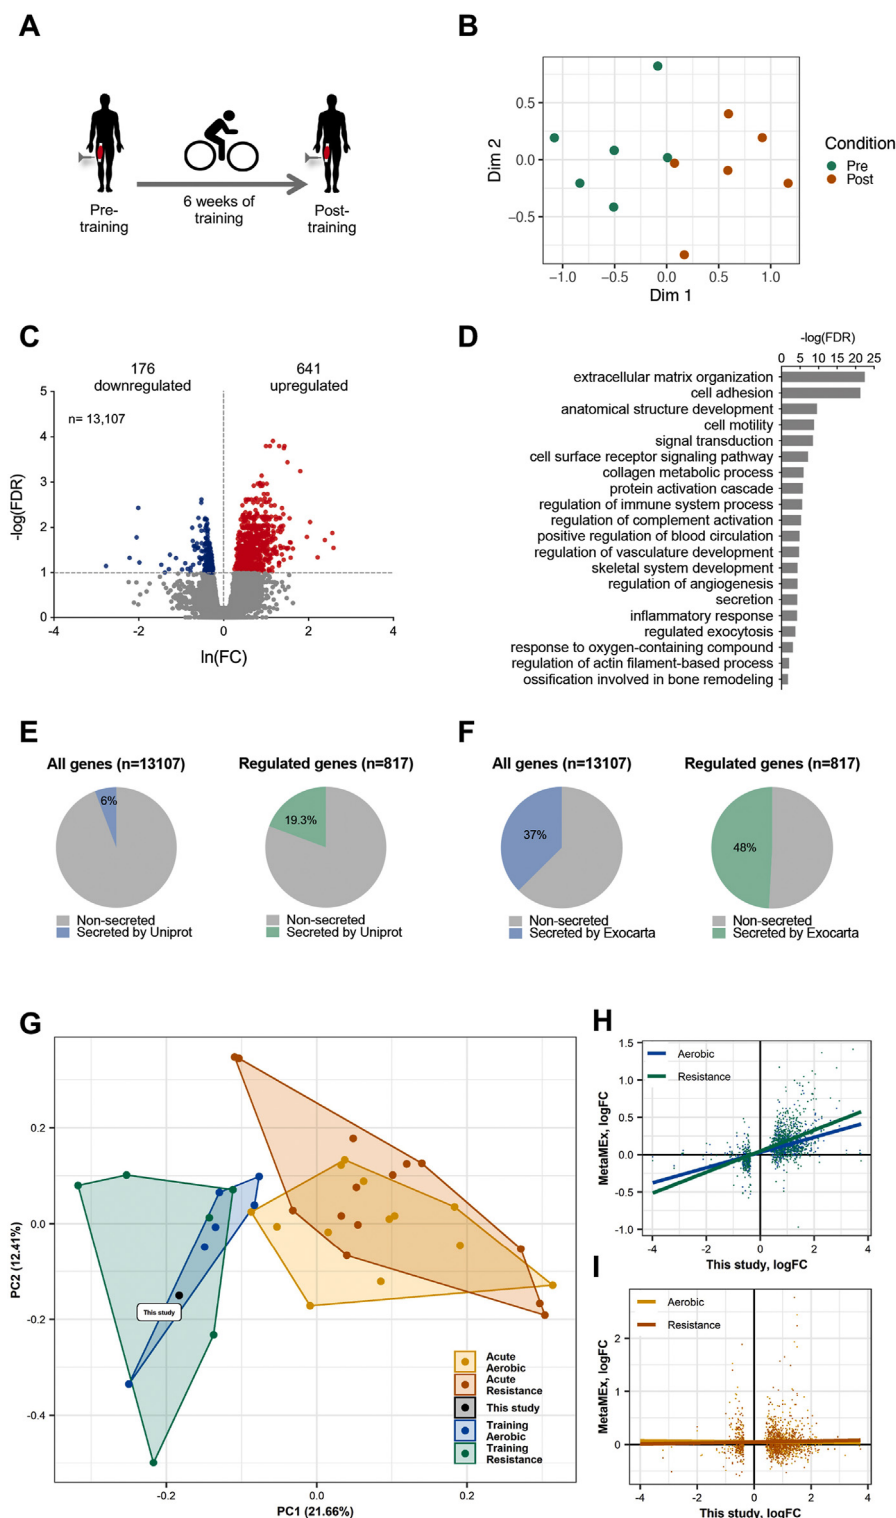 A
Pre-
training
6 weeks of
training
Post-
training
B
Dim 2
0.5
0.0
−0.5
−1.0
−0.5
0.0
0.5
1.0
Dim 1
Condition
Pre
Post
C
176
downregulated
641
upregulated
n= 13,107
-log(FDR)
5
4
3
2
1
0
-4
-2
0
2
4
ln(FC)
D
-log(FDR)
0 5 10 15 20 25
extracellular matrix organization
cell adhesion
anatomical structure development
cell motility
signal transduction
cell surface receptor signaling pathway
collagen metabolic process
protein activation cascade
regulation of immune system process
regulation of complement activation
positive regulation of blood circulation
regulation of vasculature development
skeletal system development
regulation of angiogenesis
secretion
inflammatory response
regulated exocytosis
response to oxygen-containing compound
regulation of actin filament-based process
ossification involved in bone remodeling
E
All genes (n=13107)
6%
Non-secreted
Secreted by Uniprot
Regulated genes (n=817)
19.3%
Non-secreted
Secreted by Uniprot
F
All genes (n=13107)
37%
Non-secreted
Secreted by Exocarta
Regulated genes (n=817)
48%
Non-secreted
Secreted by Exocarta
G
PC2 (12.41%)
0.2
0.0
-0.2
-0.4
This study
Acute
Aerobic
Acute
Resistance
This study
Training
Aerobic
Training
Resistance
-0.2
0.0
0.2
PC1 (21.66%)
H
MetaMEx, logFC
1.5
1.0
0.5
0.0
-0.5
-1.0
Aerobic
Resistance
-4
-2
0
2
4
This study, logFC
I
MetaMEx, logFC
2
1
0
Aerobic
Resistance
-4
-2
0
2
4
This study, logFC